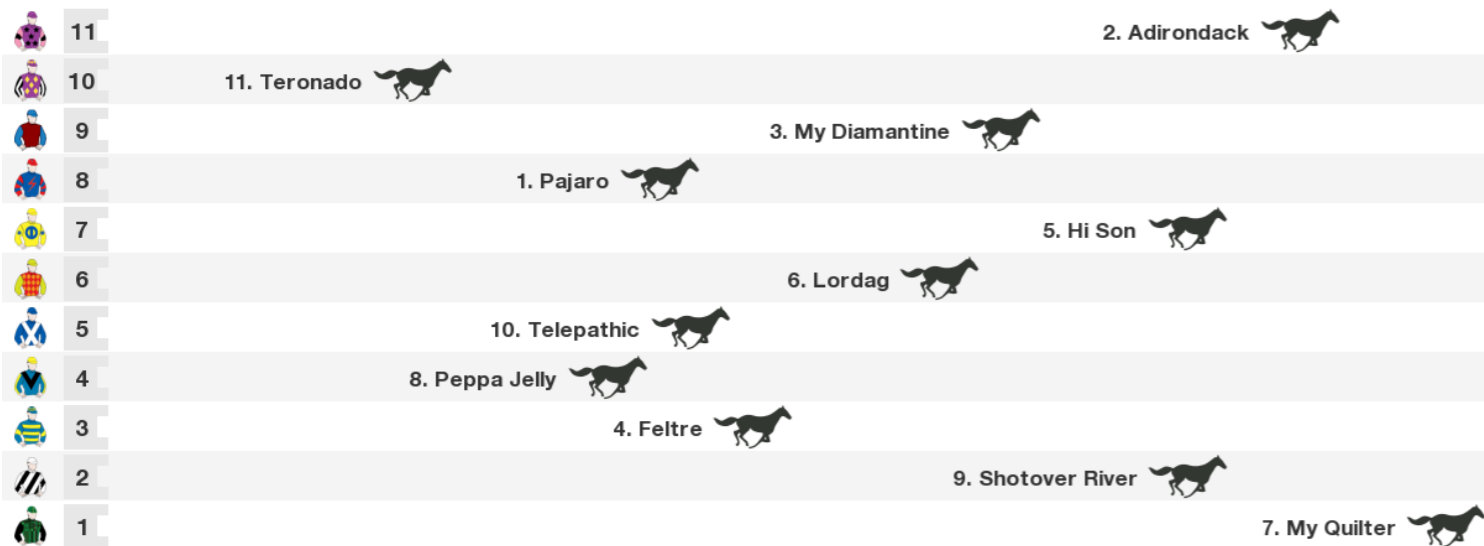 11 2. Adirondack
10 11. Teronado
9 3. My Diamantine
8 1. Pajaro
7 5. Hi Son
6 6. Lordag
5 10. Telepathic
4 8. Peppa Jelly
3 4. Feltre
2 9. Shotover River
1 7. My Quilter